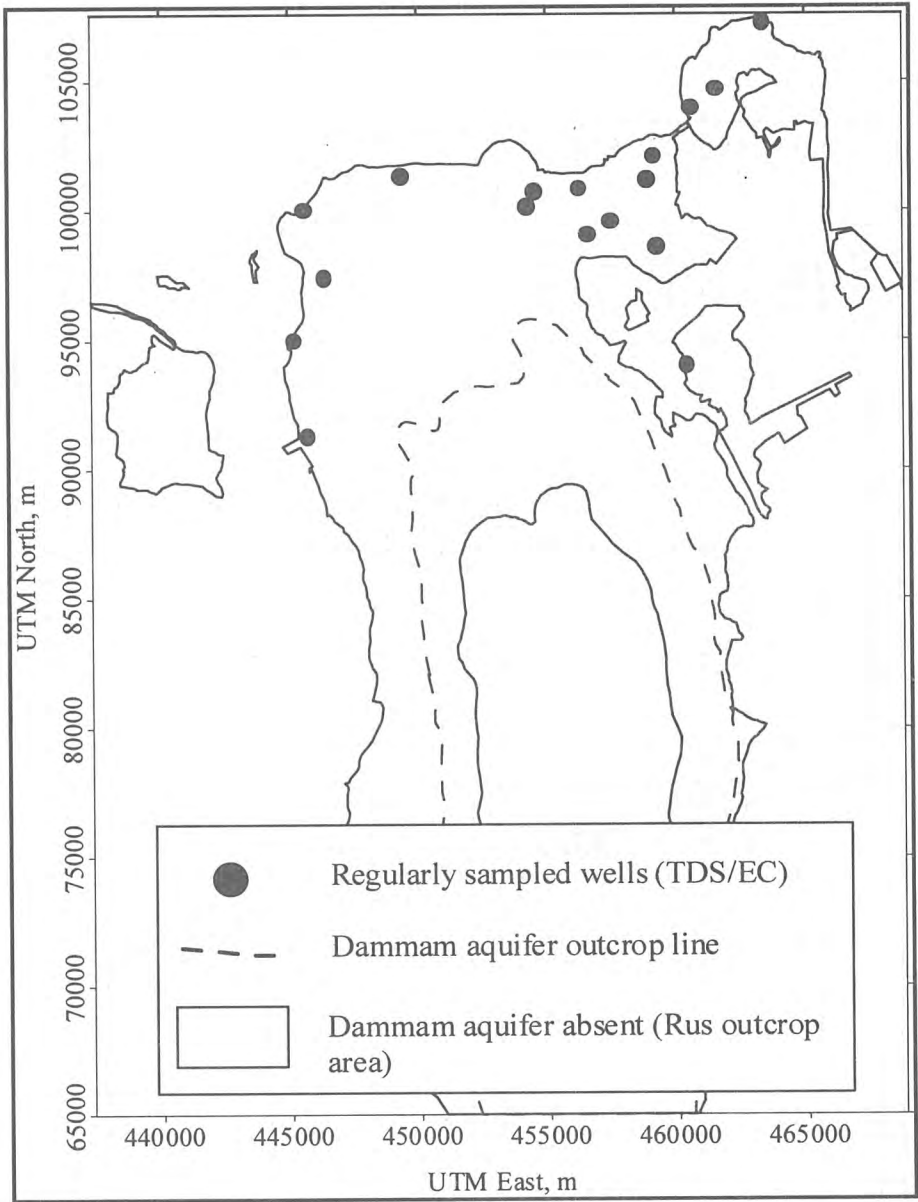 UTM North, m
105000
100000
95000
90000
85000
80000
75000
70000
65000
Regularly sampled wells (TDS/EC)
Dammam aquifer outcrop line
Dammam aquifer absent (Rus outcrop
area)
440000 445000 450000 455000 460000 465000
UTM East, m